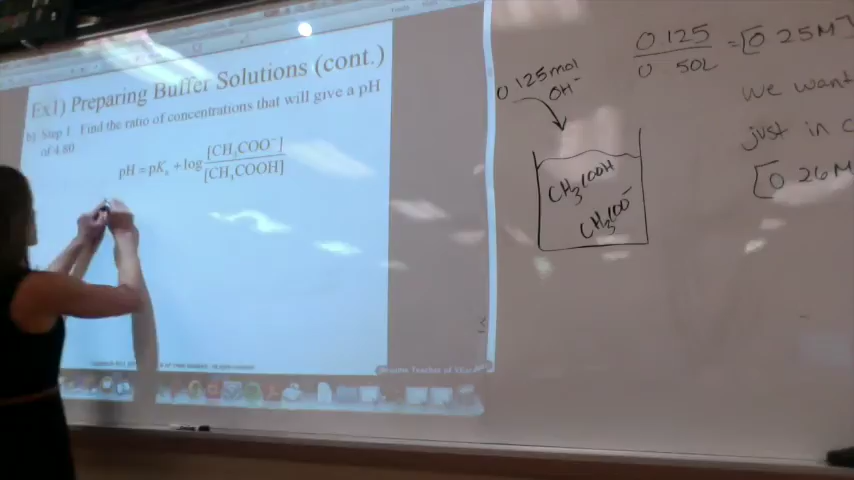 Ex1) Preparing Buffer Solutions (cont.)
b) Step 1 Find the ratio of concentrations that will give a pH
of 4.80
pH = pKa + log [CH3COO-] / [CH3COOH]
0 125mol
OH-
CH3COOH
CH3COO-
0 125 / 0 50L = [0 25M]
we want
just in c
[0 26M